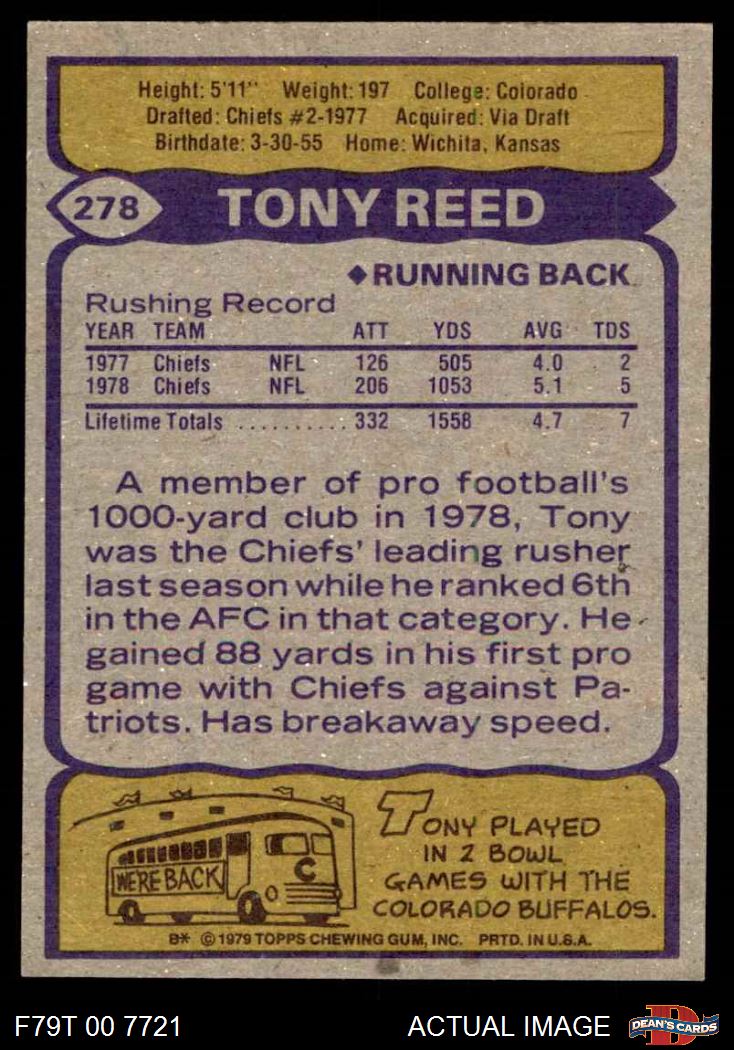 Height: 5'11" Weight: 197 College: Colorado
Drafted: Chiefs #2-1977 Acquired: Via Draft
Birthdate: 3-30-55 Home: Wichita, Kansas
278 TONY REED
◆RUNNING BACK
Rushing Record
YEAR TEAM ATT YDS AVG TDS
1977 Chiefs NFL 126 505 4.0 2
1978 Chiefs NFL 206 1053 5.1 5
Lifetime Totals .......... 332 1558 4.7 7
A member of pro football's
1000-yard club in 1978, Tony
was the Chiefs' leading rusher
last season while he ranked 6th
in the AFC in that category. He
gained 88 yards in his first pro
game with Chiefs against Pa-
triots. Has breakaway speed.
TONY PLAYED
IN 2 BOWL
GAMES WITH THE
COLORADO BUFFALOS.
WE'RE BACK
C
B* © 1979 TOPPS CHEWING GUM, INC. PRTD. IN U.S.A.
F79T 00 7721 ACTUAL IMAGE D DEAN'S CARDS